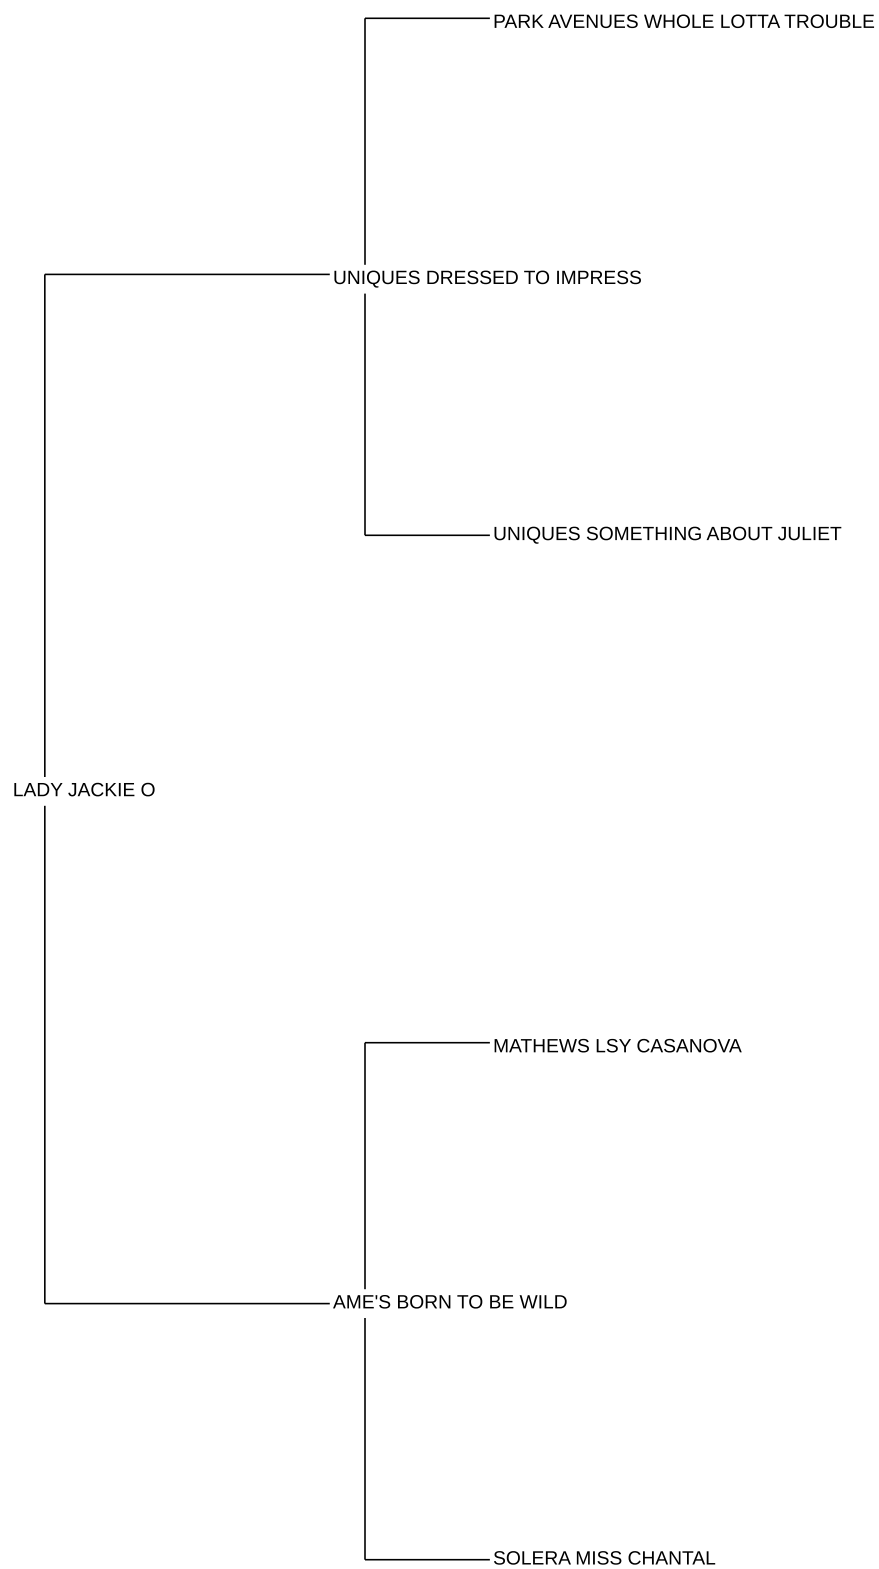 PARK AVENUES WHOLE LOTTA TROUBLE
UNIQUES DRESSED TO IMPRESS
UNIQUES SOMETHING ABOUT JULIET
LADY JACKIE O
MATHEWS LSY CASANOVA
AME'S BORN TO BE WILD
SOLERA MISS CHANTAL